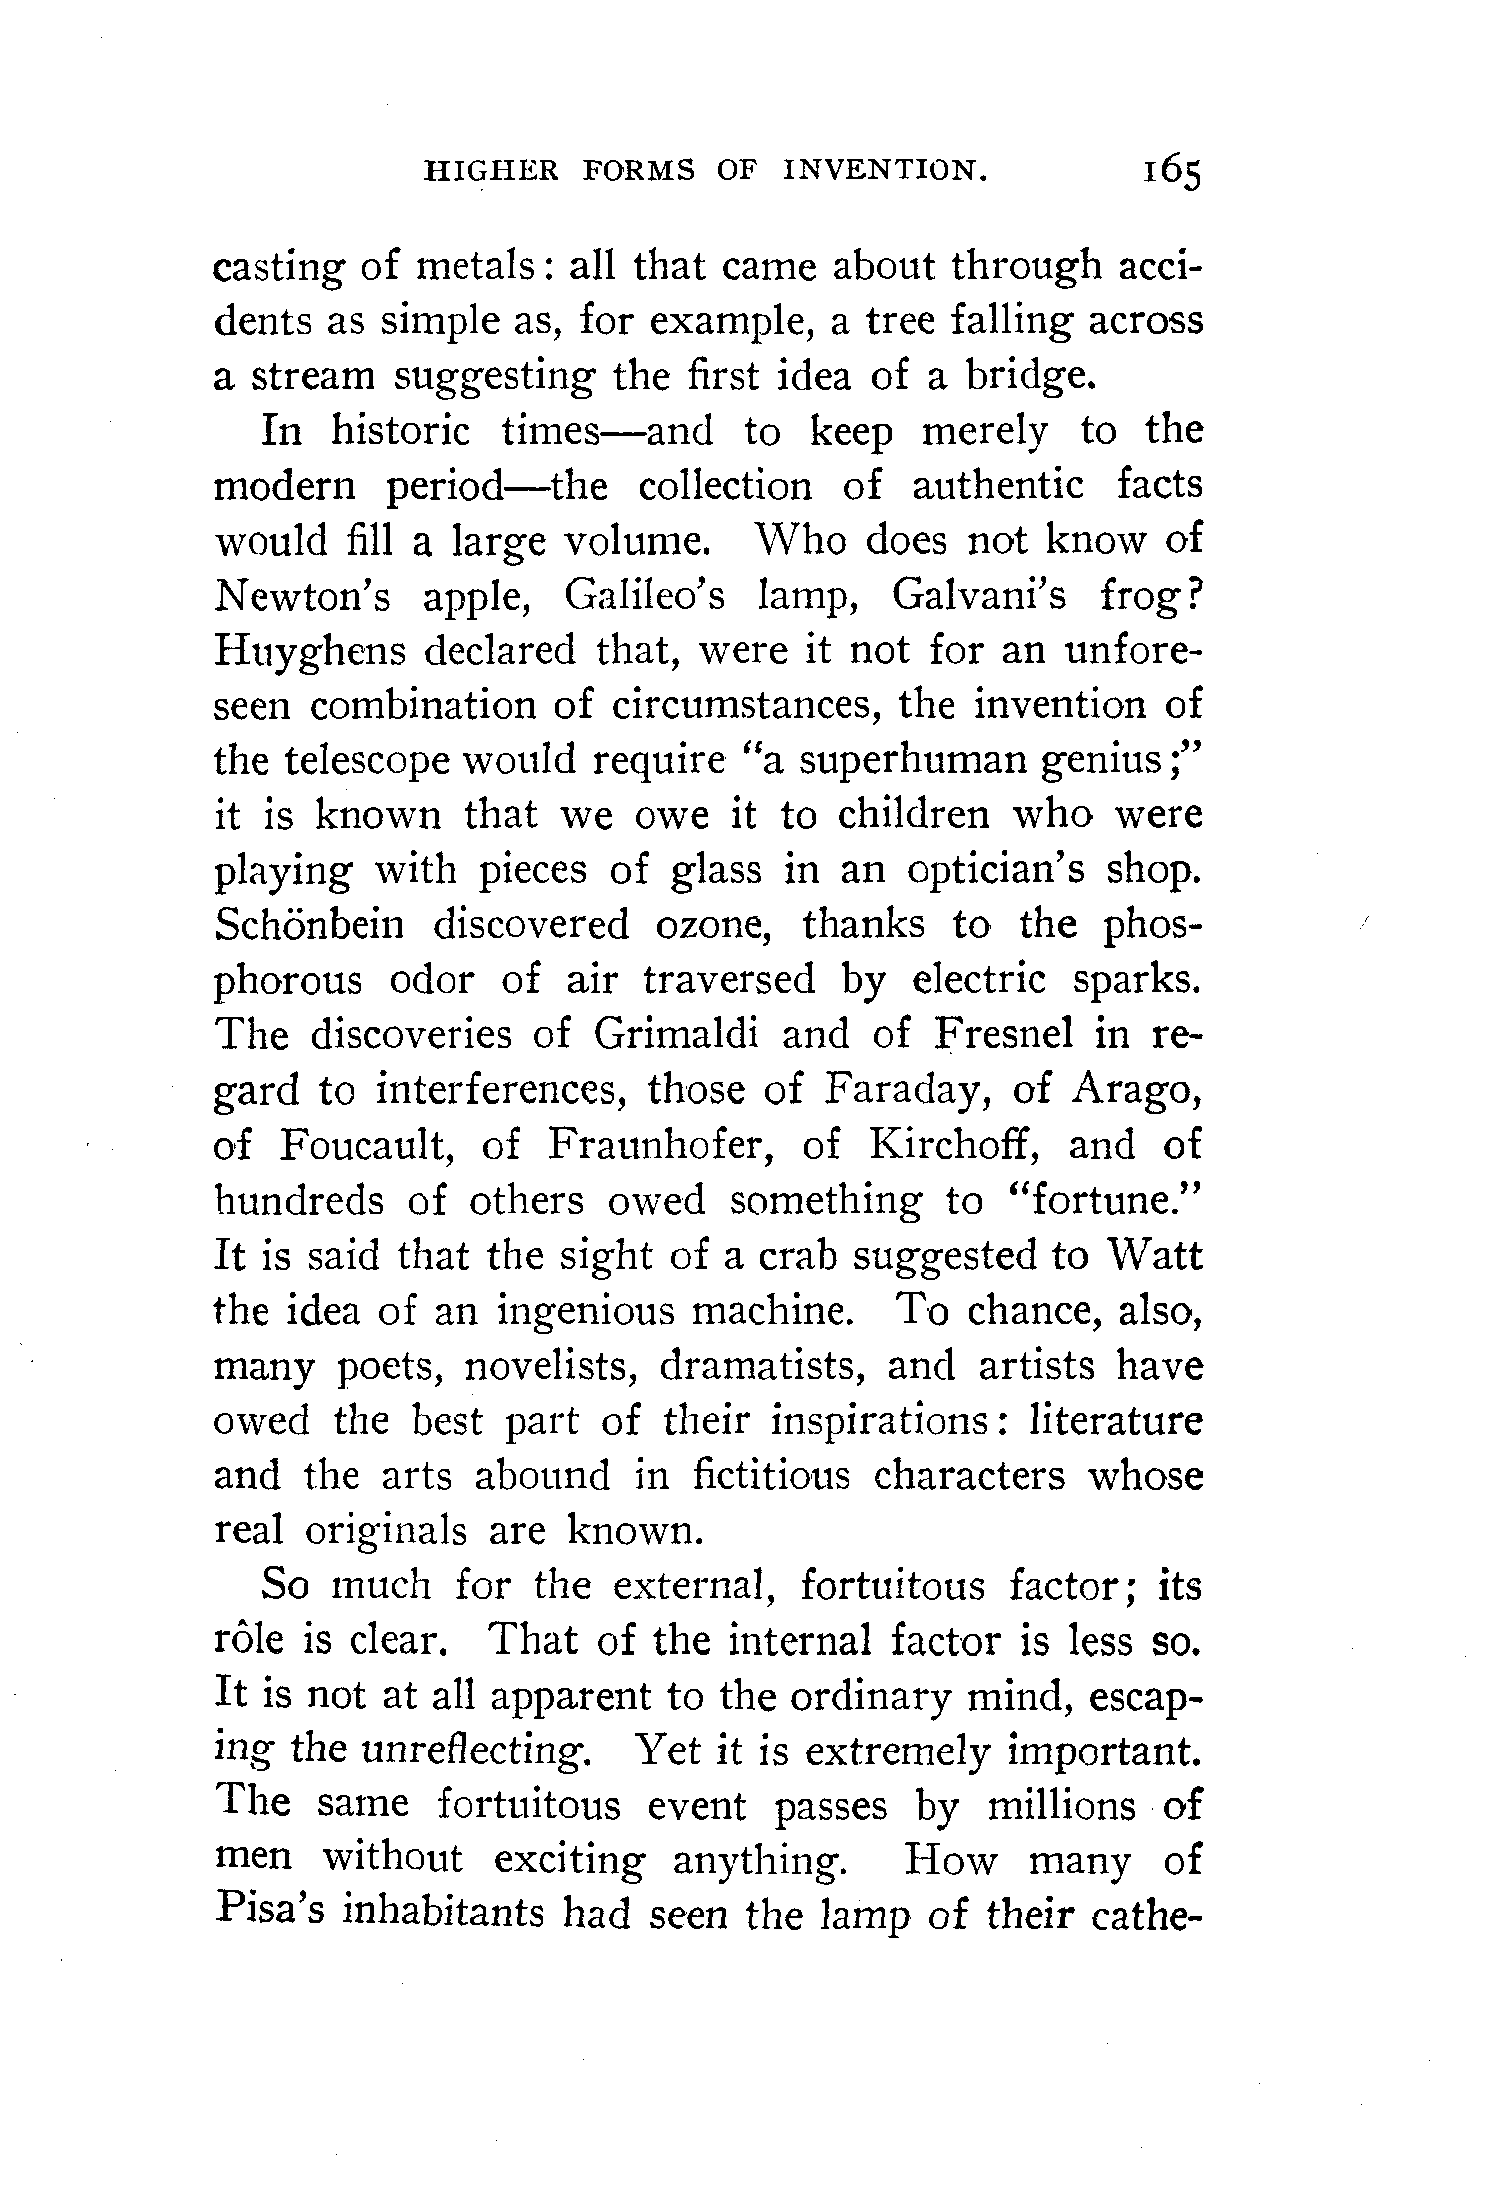 HIGHER FORMS OF INVENTION. 165
casting of metals: all that came about through acci-
dents as simple as, for example, a tree falling across
a stream suggesting the first idea of a bridge.
In historic times—and to keep merely to the
modern period—the collection of authentic facts
would fill a large volume. Who does not know of
Newton's apple, Galileo's lamp, Galvani's frog?
Huyghens declared that, were it not for an unfore-
seen combination of circumstances, the invention of
the telescope would require "a superhuman genius;"
it is known that we owe it to children who were
playing with pieces of glass in an optician's shop.
Schönbein discovered ozone, thanks to the phos-
phorous odor of air traversed by electric sparks.
The discoveries of Grimaldi and of Fresnel in re-
gard to interferences, those of Faraday, of Arago,
of Foucault, of Fraunhofer, of Kirchoff, and of
hundreds of others owed something to "fortune."
It is said that the sight of a crab suggested to Watt
the idea of an ingenious machine. To chance, also,
many poets, novelists, dramatists, and artists have
owed the best part of their inspirations: literature
and the arts abound in fictitious characters whose
real originals are known.
So much for the external, fortuitous factor; its
rôle is clear. That of the internal factor is less so.
It is not at all apparent to the ordinary mind, escap-
ing the unreflecting. Yet it is extremely important.
The same fortuitous event passes by millions of
men without exciting anything. How many of
Pisa's inhabitants had seen the lamp of their cathe-